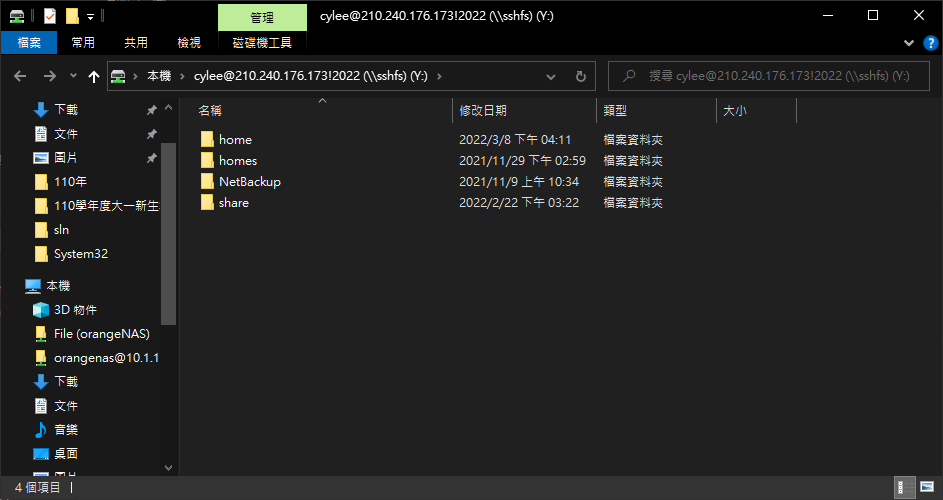 管理
cylee@210.240.176.173!2022 (\\sshfs) (Y:)
檔案 常用 共用 檢視 磁碟機工具
本機 cylee@210.240.176.173!2022 (\\sshfs) (Y:)
搜尋 cylee@210.240.176.173!2022 (\\sshfs) (Y:)
下載
文件
圖片
110年
110學年度大一新生
sln
System32
本機
3D 物件
File (orangeNAS)
orangenas@10.1.1
下載
文件
音樂
桌面
圖片
名稱 修改日期 類型 大小
home 2022/3/8 下午 04:11 檔案資料夾
homes 2021/11/29 下午 02:59 檔案資料夾
NetBackup 2021/11/9 上午 10:34 檔案資料夾
share 2022/2/22 下午 03:22 檔案資料夾
4 個項目